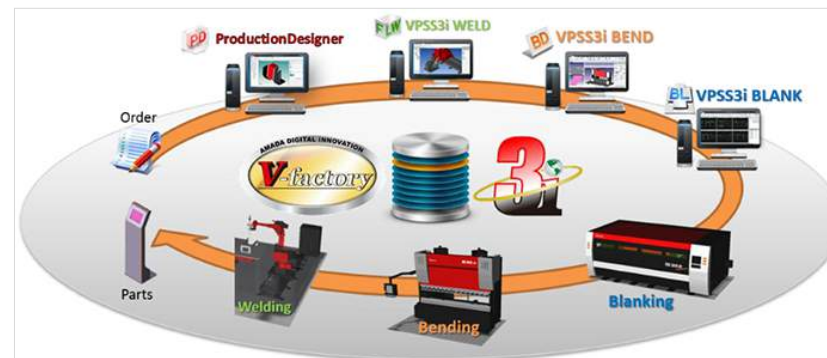 PD ProductionDesigner
FLW VPSS3i WELD
BD VPSS3i BEND
BL VPSS3i BLANK
Order
AMADA DIGITAL INNOVATION
V-factory
3i
Parts
Welding
Bending
Blanking